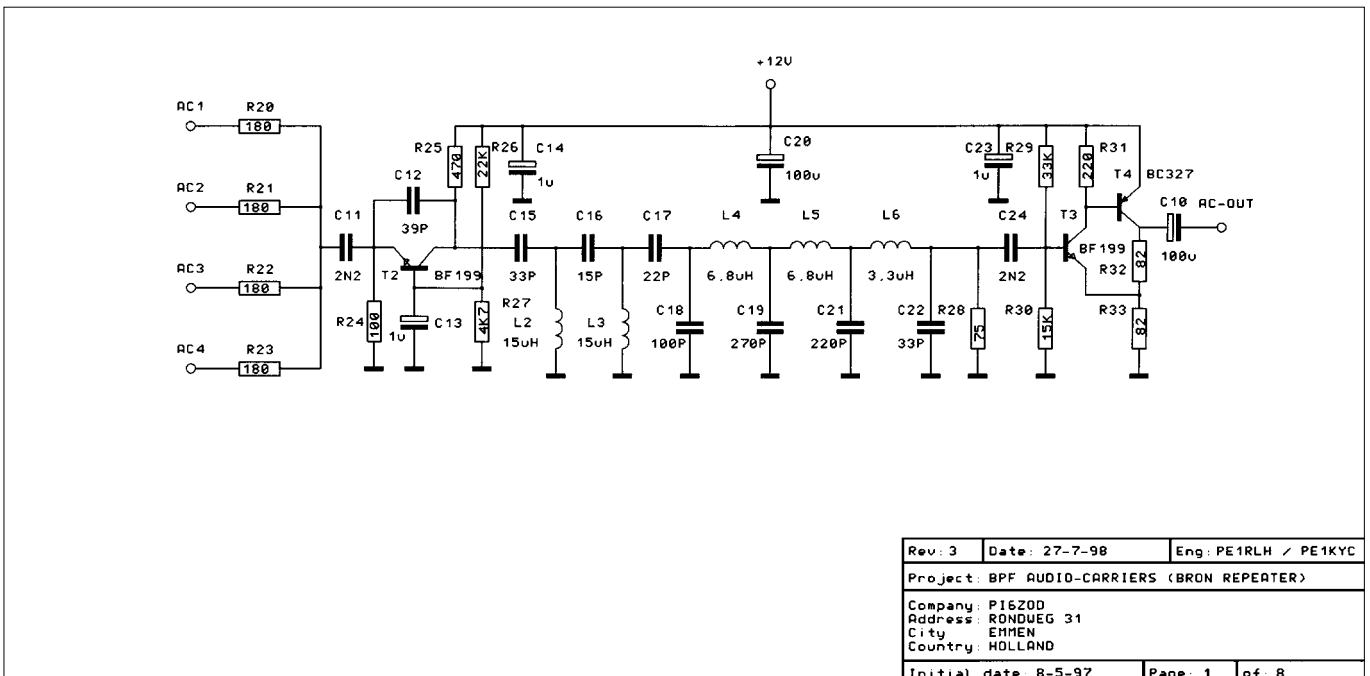 +12V
AC1
R20
180
AC2
R21
180
AC3
R22
180
AC4
R23
180
C11
2N2
C12
39P
R24
100
T2
BF199
C13
1u
R25
470
R26
22K
R27
4K7
C14
1u
C15
33P
L2
15uH
C16
15P
L3
15uH
C17
22P
C18
100P
L4
6.8uH
C20
100u
C19
270P
L5
6.8uH
C21
220P
L6
3.3uH
C22
33P
R28
75
C23
1u
C24
2N2
R29
33K
R30
15K
R31
220
T3
BF199
T4
BC327
R32
82
R33
82
C10
100u
AC-OUT
Rev: 3 Date: 27-7-98 Eng: PE1RLH / PE1KYC
Project: BPF AUDIO-CARRIERS (BRON REPEATER)
Company: PI6ZOD
Address: RONDWEG 31
City EMMEN
Country: HOLLAND
Initial date: 8-5-97 Page: 1 of: 8